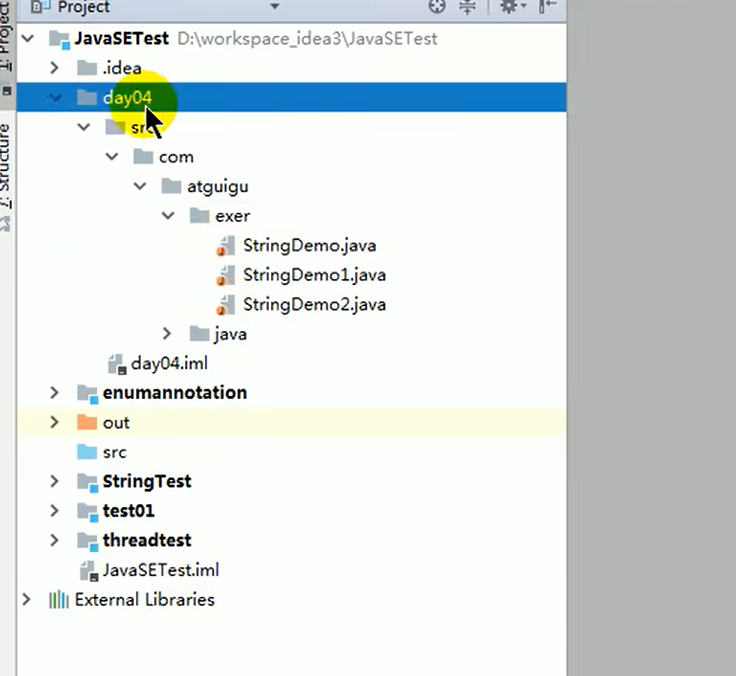 Project
1: Project
JavaSETest D:\workspace_idea3\JavaSETest
.idea
day04
src
com
atguigu
exer
StringDemo.java
StringDemo1.java
StringDemo2.java
java
day04.iml
enumannotation
out
src
StringTest
test01
threadtest
JavaSETest.iml
External Libraries
7: Structure